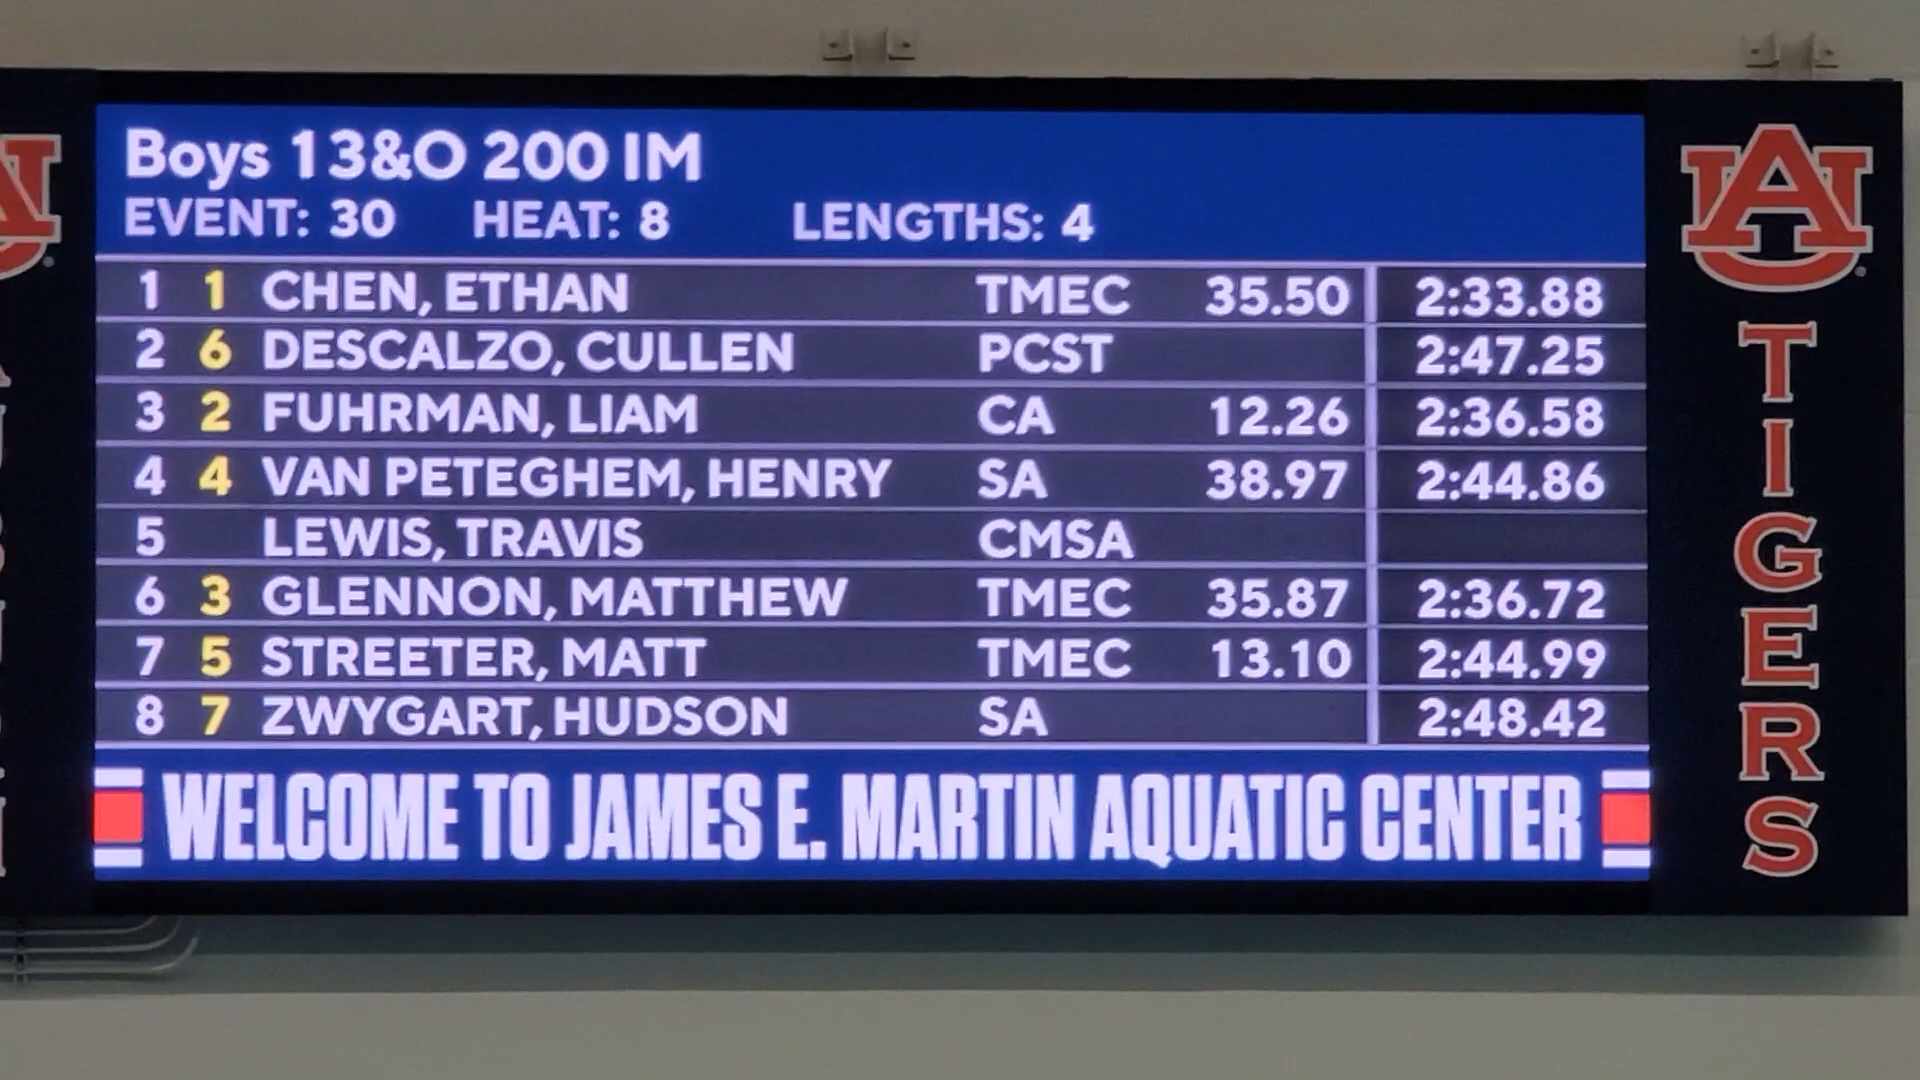 Boys 13&O 200 IM
EVENT: 30 HEAT: 8 LENGTHS: 4
1 1 CHEN, ETHAN TMEC 35.50 2:33.88
2 6 DESCALZO, CULLEN PCST 2:47.25
3 2 FUHRMAN, LIAM CA 12.26 2:36.58
4 4 VAN PETEGHEM, HENRY SA 38.97 2:44.86
5 LEWIS, TRAVIS CMSA
6 3 GLENNON, MATTHEW TMEC 35.87 2:36.72
7 5 STREETER, MATT TMEC 13.10 2:44.99
8 7 ZWYGART, HUDSON SA 2:48.42
WELCOME TO JAMES E. MARTIN AQUATIC CENTER
AU
TIGERS